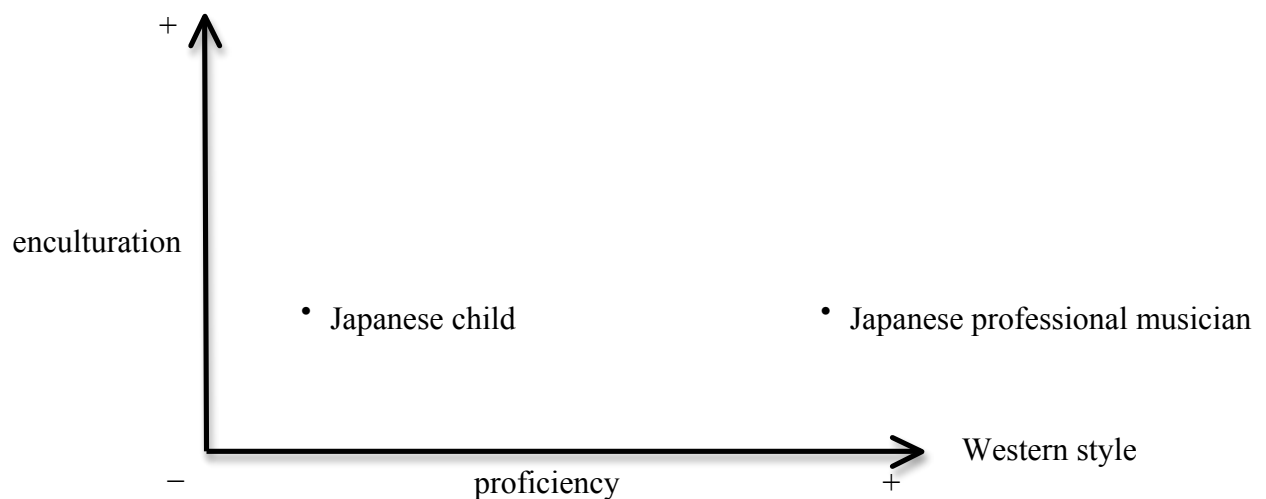 +
enculturation
• Japanese child
• Japanese professional musician
Western style
−
proficiency
+